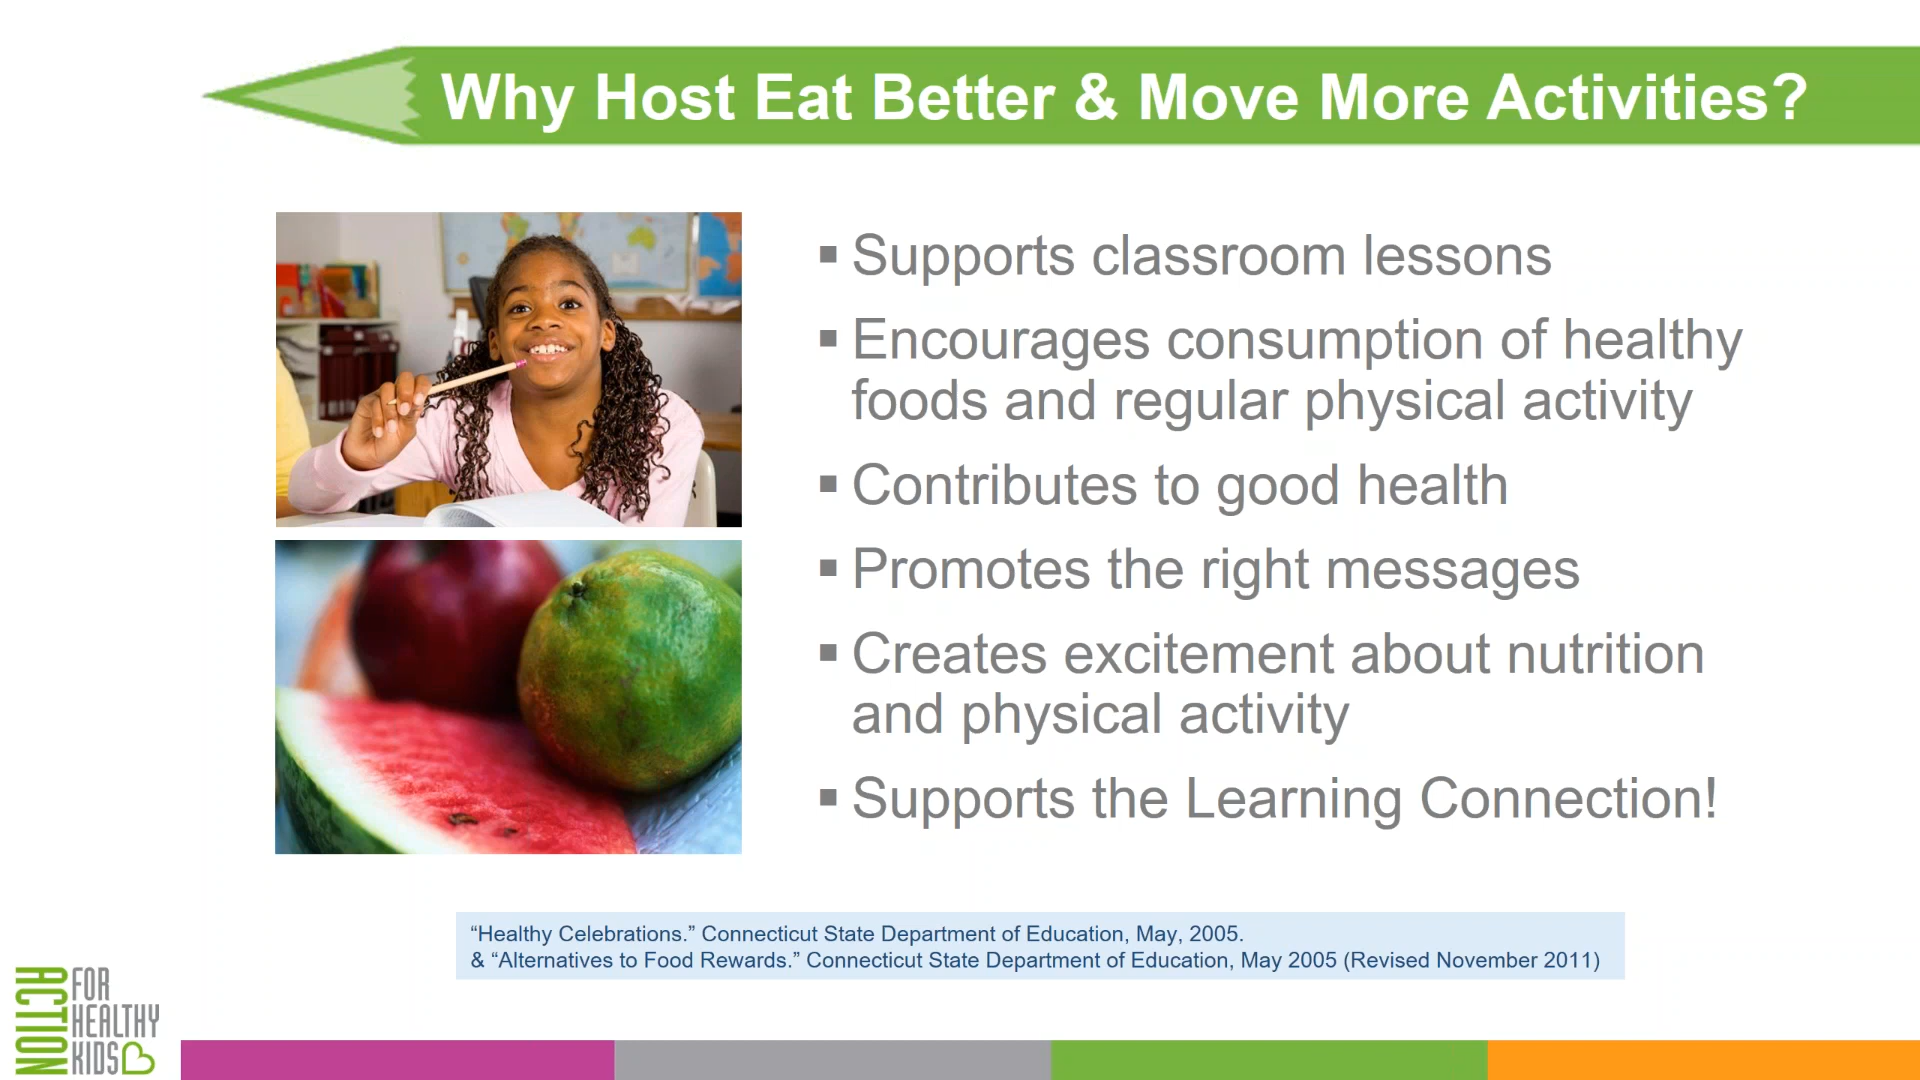 Why Host Eat Better & Move More Activities?
▪ Supports classroom lessons
▪ Encourages consumption of healthy
foods and regular physical activity
▪ Contributes to good health
▪ Promotes the right messages
▪ Creates excitement about nutrition
and physical activity
▪ Supports the Learning Connection!
“Healthy Celebrations.” Connecticut State Department of Education, May, 2005.
& “Alternatives to Food Rewards.” Connecticut State Department of Education, May 2005 (Revised November 2011)
ACTION
FOR
HEALTHY
KIDS